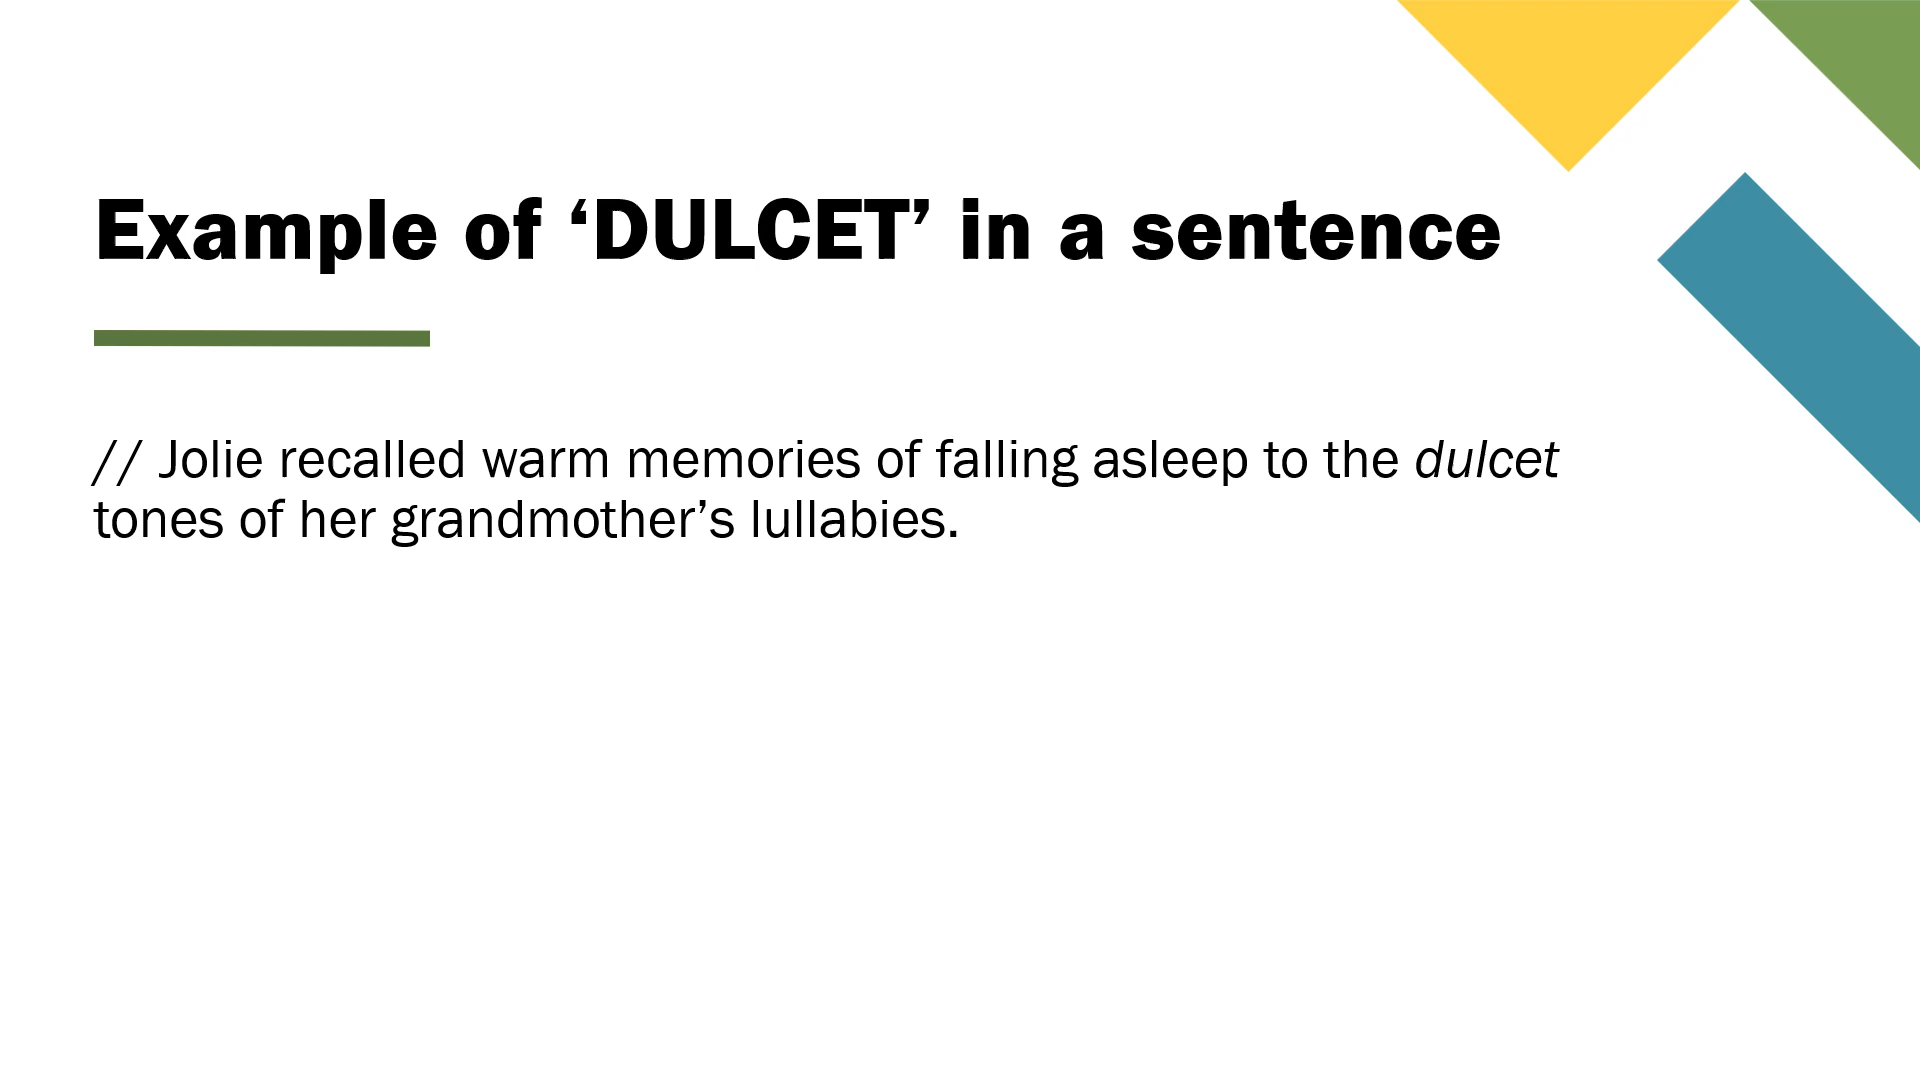 Example of ‘DULCET’ in a sentence
// Jolie recalled warm memories of falling asleep to the dulcet
tones of her grandmother’s lullabies.